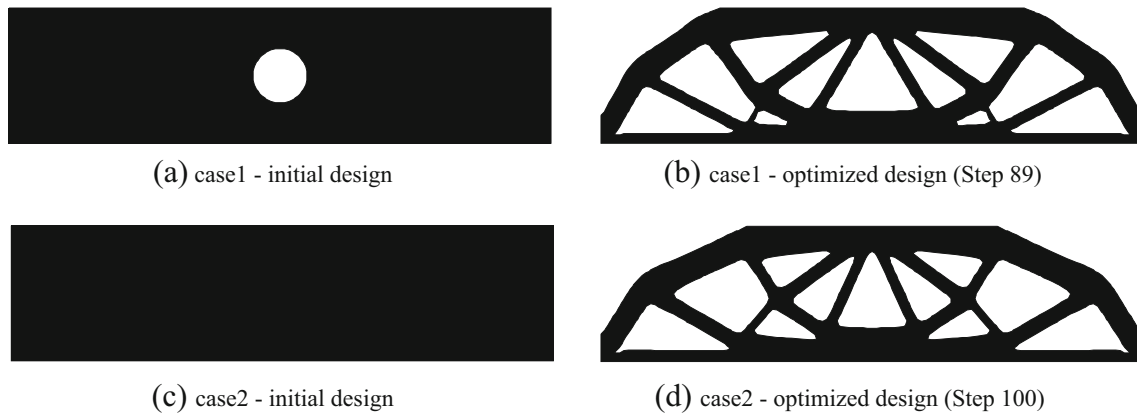 (a) case1 - initial design
(b) case1 - optimized design (Step 89)
(c) case2 - initial design
(d) case2 - optimized design (Step 100)